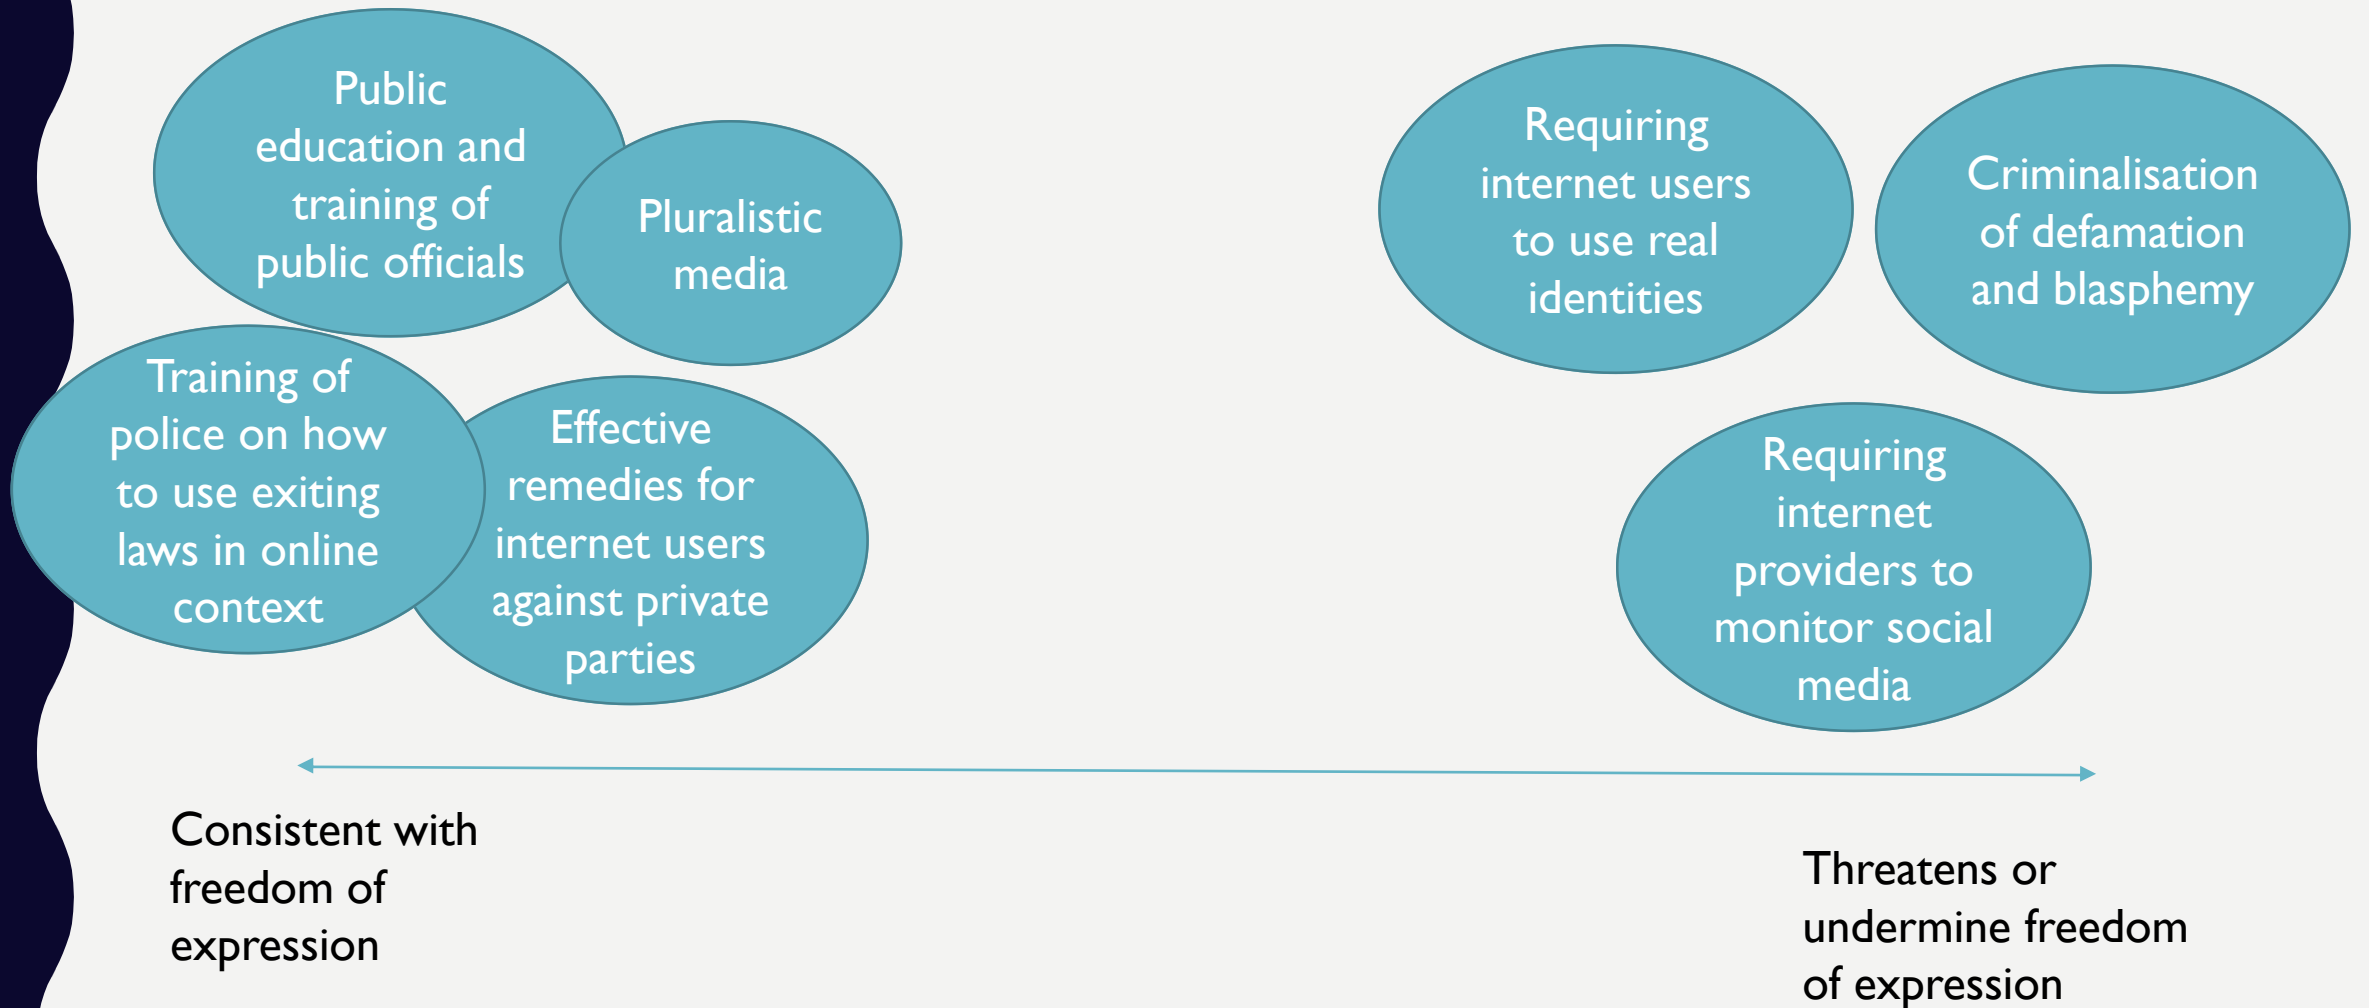 Public
education and
training of
public officials
Pluralistic
media
Training of
police on how
to use exiting
laws in online
context
Effective
remedies for
internet users
against private
parties
Requiring
internet users
to use real
identities
Criminalisation
of defamation
and blasphemy
Requiring
internet
providers to
monitor social
media
Consistent with
freedom of
expression
Threatens or
undermine freedom
of expression